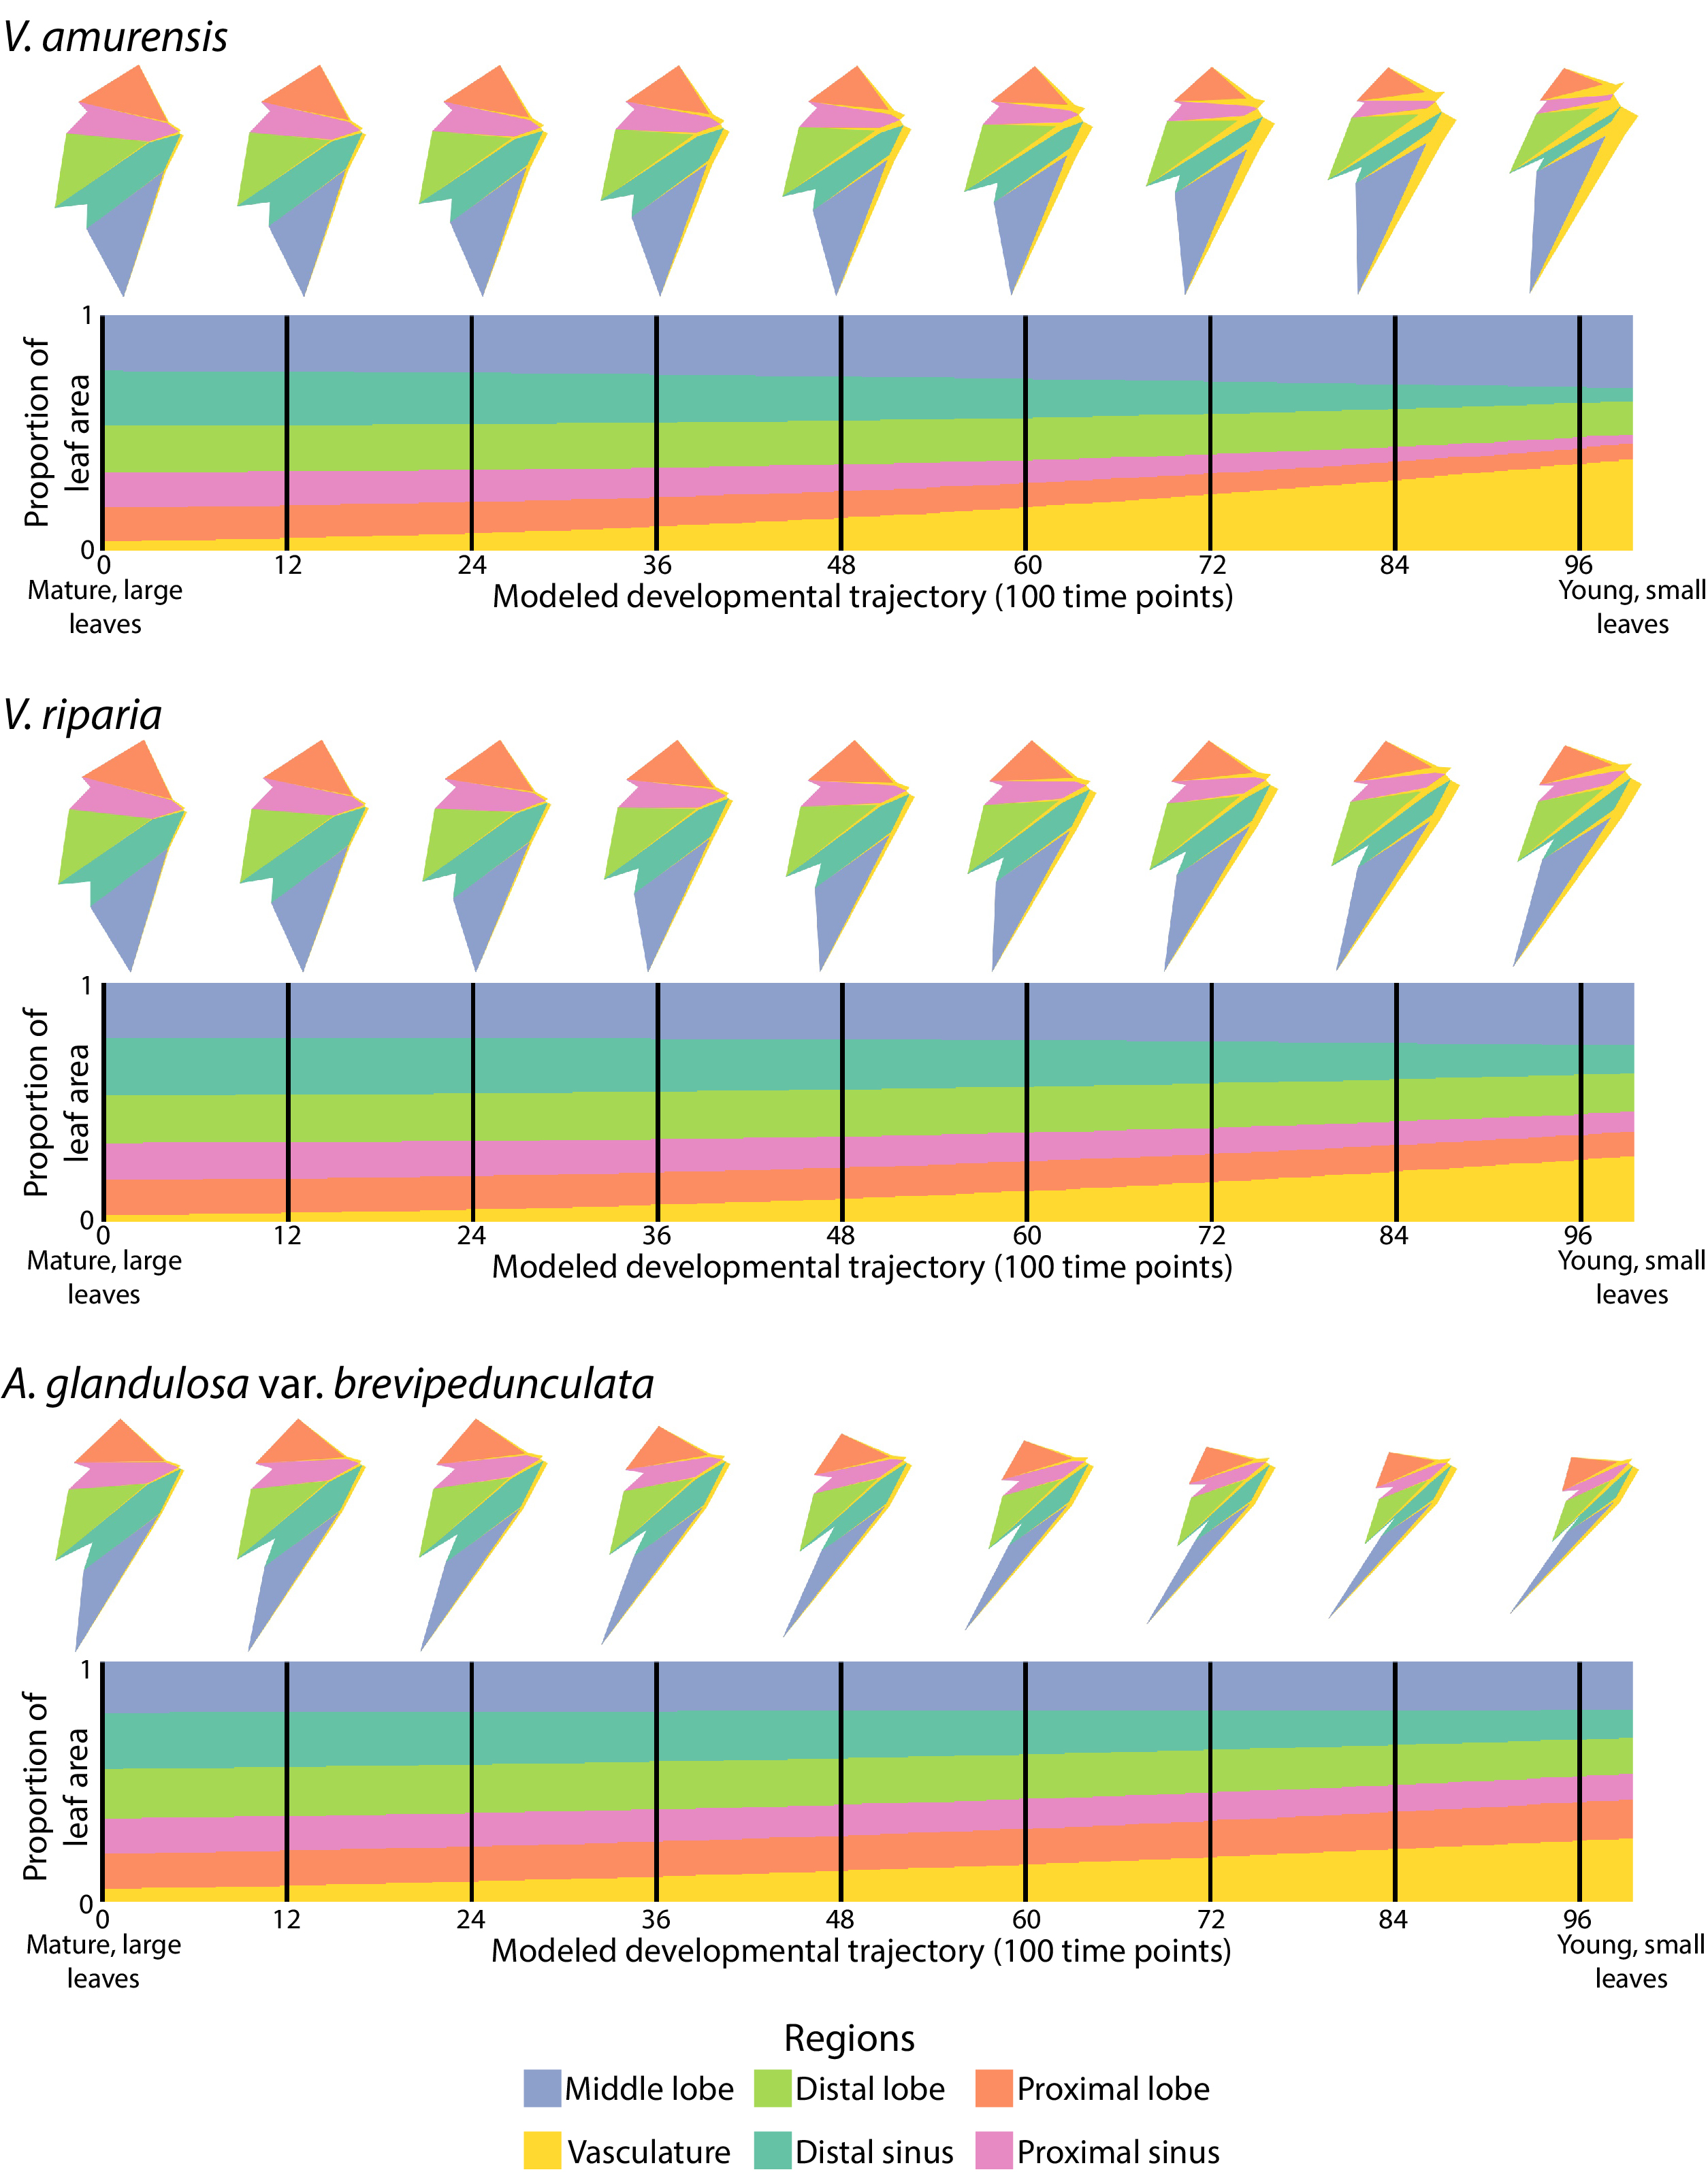 V. amurensis
1
Proportion of
leaf area
0
0 12 24 36 48 60 72 84 96
Mature, large
leaves
Modeled developmental trajectory (100 time points)
Young, small
leaves
V. riparia
1
Proportion of
leaf area
0
0 12 24 36 48 60 72 84 96
Mature, large
leaves
Modeled developmental trajectory (100 time points)
Young, small
leaves
A. glandulosa var. brevipedunculata
1
Proportion of
leaf area
0
0 12 24 36 48 60 72 84 96
Mature, large
leaves
Modeled developmental trajectory (100 time points)
Young, small
leaves
Regions
Middle lobe Distal lobe Proximal lobe
Vasculature Distal sinus Proximal sinus